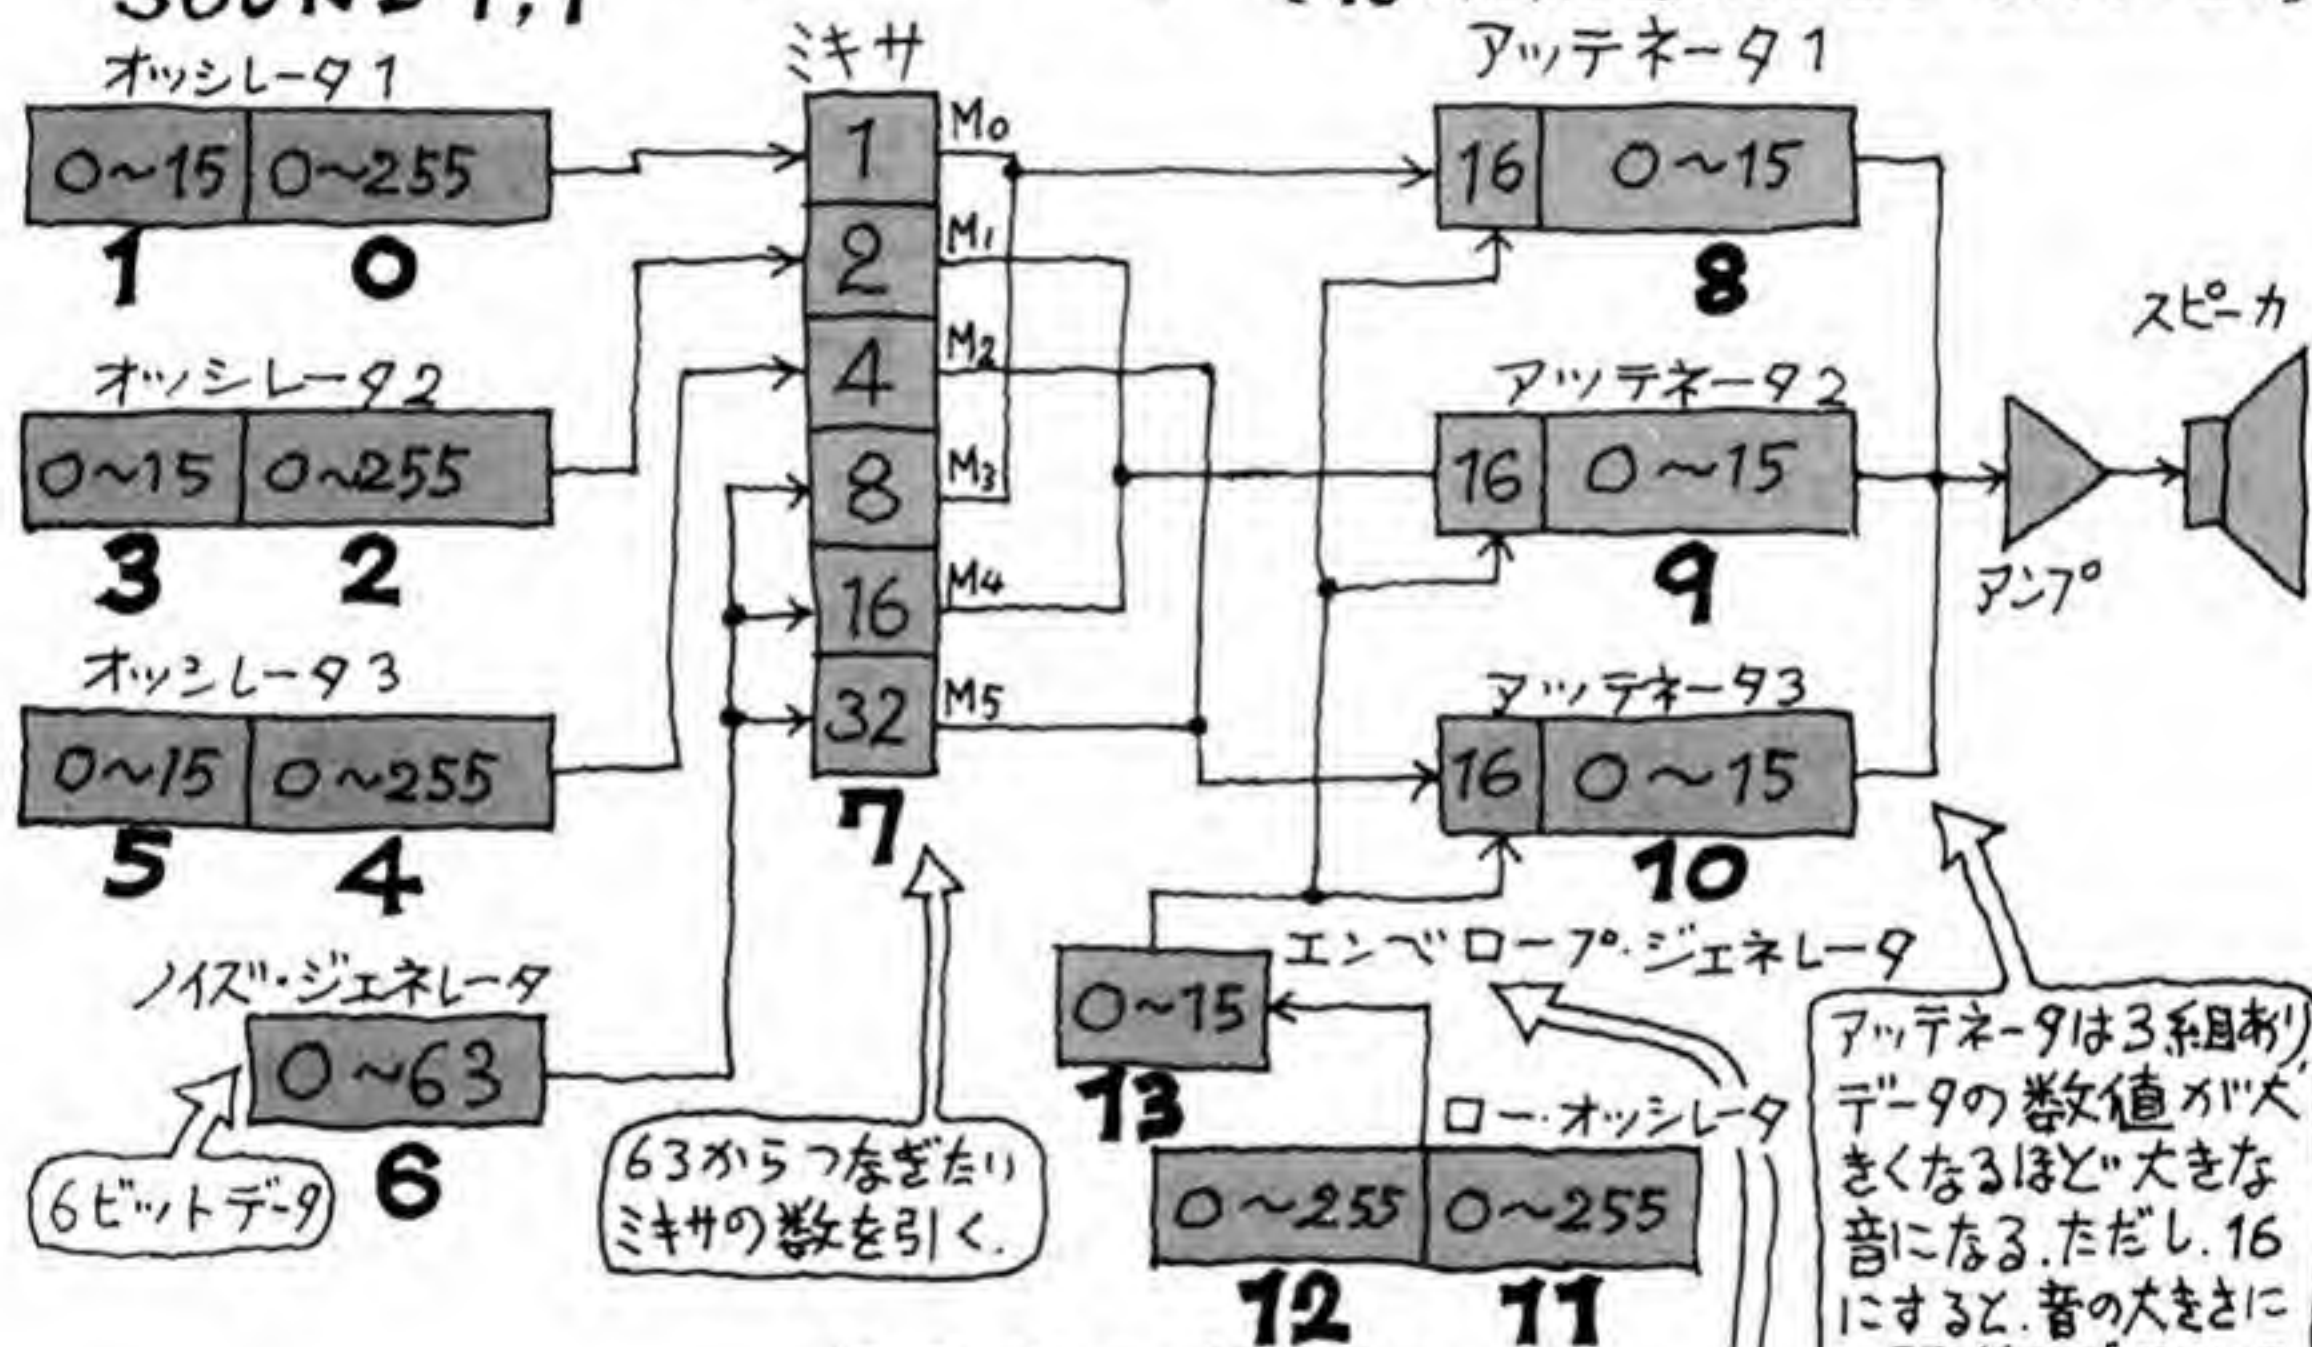 SOUND 1, 1
オッシレータ1
0~15 0~255
1 0
オッシレータ2
0~15 0~255
3 2
オッシレータ3
0~15 0~255
5 4
ノイズ・ジェネレータ
0~63
6
6ビットデータ
ミキサ
1 M0
2 M1
4 M2
8 M3
16 M4
32 M5
7
63からつなぎたい
ミキサの数を引く.
アッテネータ1
16 0~15
8
アッテネータ2
16 0~15
9
アッテネータ3
16 0~15
10
スピーカ
アンプ
エンベロープ・ジェネレータ
0~15
13
ロー・オッシレータ
0~255 0~255
12 11
アッテネータは3組あり,
データの数値が大
きくなるほど大きな
音になる.ただし.16
にすると.音の大きさに